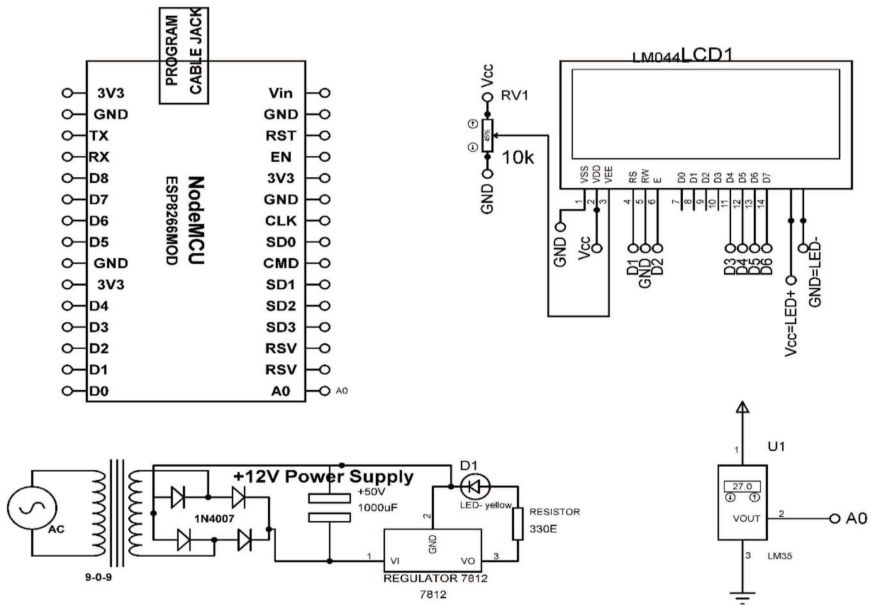 PROGRAM
CABLE JACK
3V3
GND
TX
RX
D8
D7
D6
D5
GND
3V3
D4
D3
D2
D1
D0
NodeMCU
ESP8266MOD
Vin
GND
RST
EN
3V3
GND
CLK
SD0
CMD
SD1
SD2
SD3
RSV
RSV
A0
A0
Vcc
RV1
45%
10k
GND
LM044LCD1
VSS
VDD
VEE
RS
RW
E
D0
D1
D2
D3
D4
D5
D6
D7
1
2
3
4
5
6
7
8
9
10
11
12
13
14
GND
Vcc
D1
GND
D2
D3
D4
D5
D6
Vcc=LED+
GND=LED-
AC
9-0-9
1N4007
+12V Power Supply
+50V
1000uF
D1
LED- yellow
RESISTOR
330E
2
GND
1
VI
VO
3
REGULATOR 7812
7812
1
U1
27.0
VOUT
2
A0
3
LM35